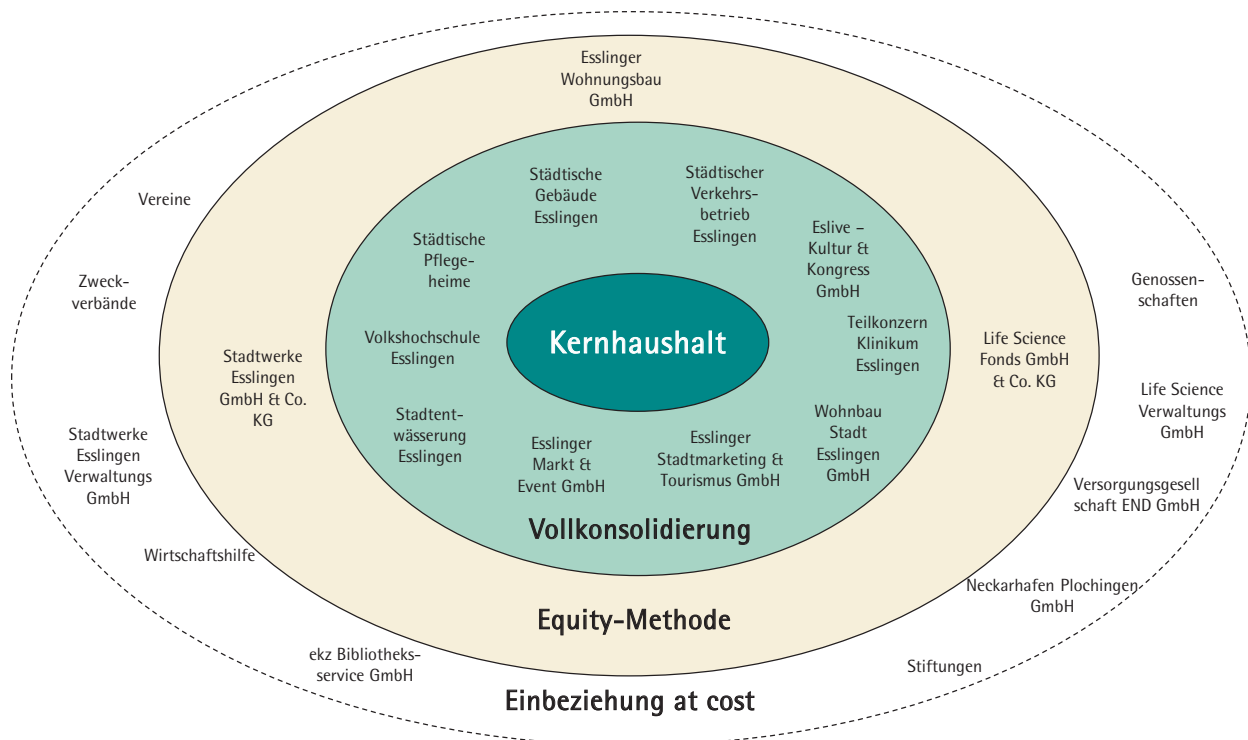 Esslinger
Wohnungsbau
GmbH
Städtische
Gebäude
Esslingen
Städtischer
Verkehrs-
betrieb
Esslingen
Vereine
Städtische
Pflege-
heime
Eslive –
Kultur &
Kongress
GmbH
Zweck-
verbände
Genossen-
schaften
Volkshochschule
Esslingen
Kernhaushalt
Teilkonzern
Klinikum
Esslingen
Life Science
Fonds GmbH
& Co. KG
Stadtwerke
Esslingen
GmbH & Co.
KG
Life Science
Verwaltungs
GmbH
Stadtent-
wässerung
Esslingen
Esslinger
Markt &
Event GmbH
Esslinger
Stadtmarketing &
Tourismus GmbH
Wohnbau
Stadt
Esslingen
GmbH
Stadtwerke
Esslingen
Verwaltungs
GmbH
Versorgungsgesell
schaft END GmbH
Vollkonsolidierung
Wirtschaftshilfe
Neckarhafen Plochingen
GmbH
Equity-Methode
ekz Bibliotheks-
service GmbH
Stiftungen
Einbeziehung at cost